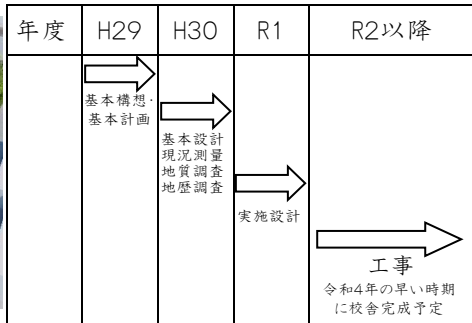 年度 H29 H30 R1 R2以降
基本構想・
基本計画
基本設計
現況測量
地質調査
地歴調査
実施設計
工事
令和4年の早い時期
に校舎完成予定